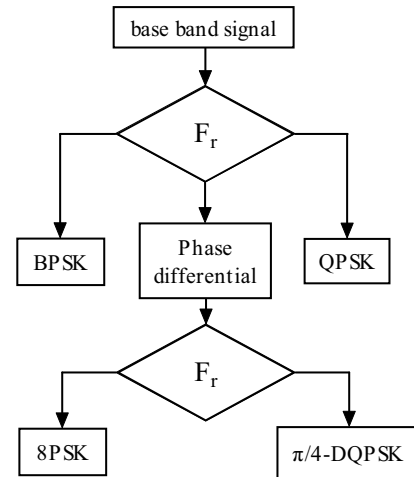 base band signal
Fr
BPSK
Phase
differential
QPSK
Fr
8PSK
π/4-DQPSK